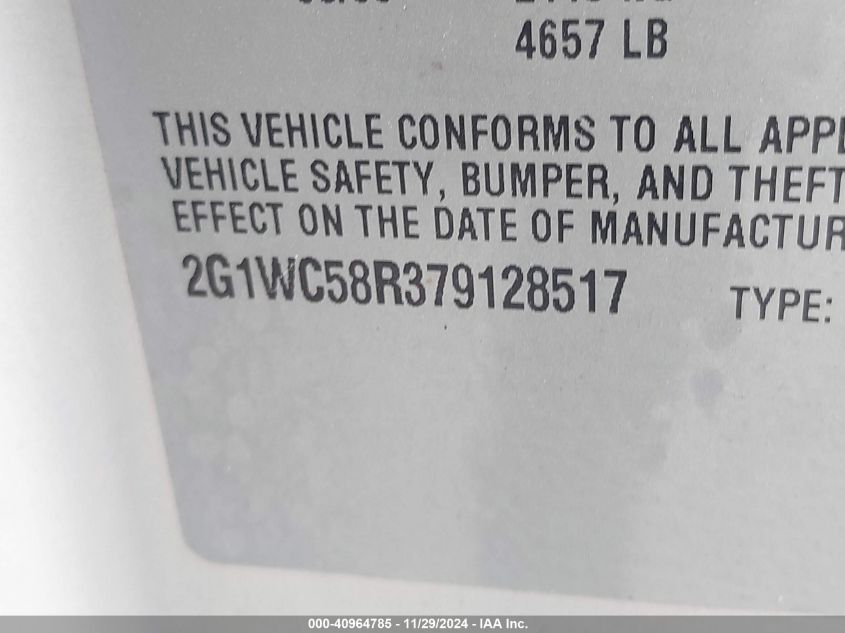 4657 LB
THIS VEHICLE CONFORMS TO ALL APPL
VEHICLE SAFETY, BUMPER, AND THEFT
EFFECT ON THE DATE OF MANUFACTUR
2G1WC58R379128517 TYPE:
000-40964785 - 11/29/2024 - IAA Inc.